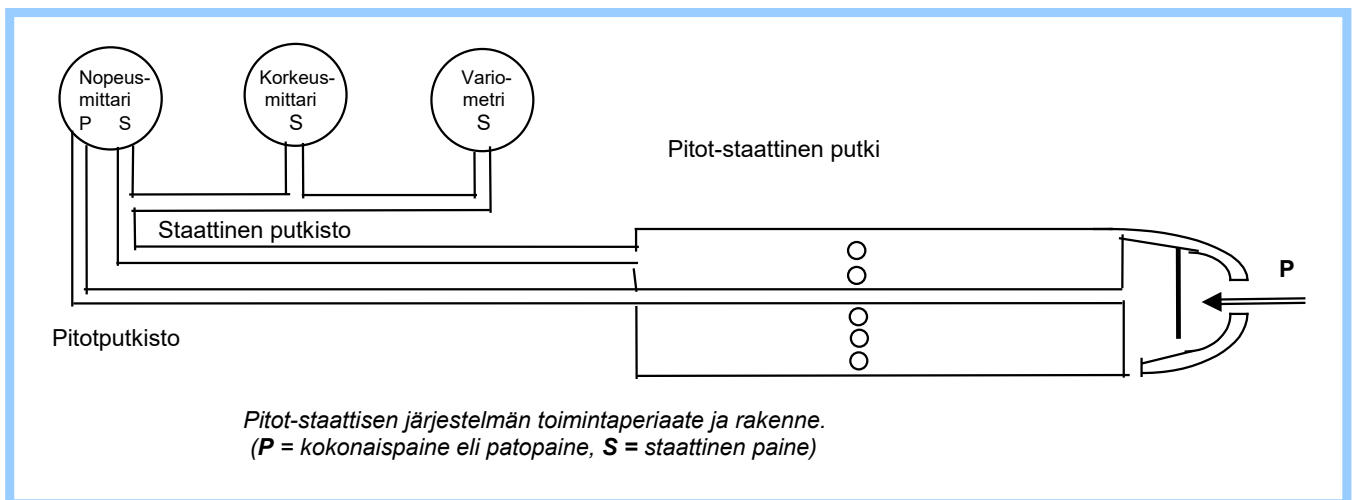 Nopeus-
mittari
P S
Korkeus-
mittari
S
Vario-
metri
S
Pitot-staattinen putki
Staattinen putkisto
P
Pitotputkisto
Pitot-staattisen järjestelmän toimintaperiaate ja rakenne.
(P = kokonaispaine eli patopaine, S = staattinen paine)